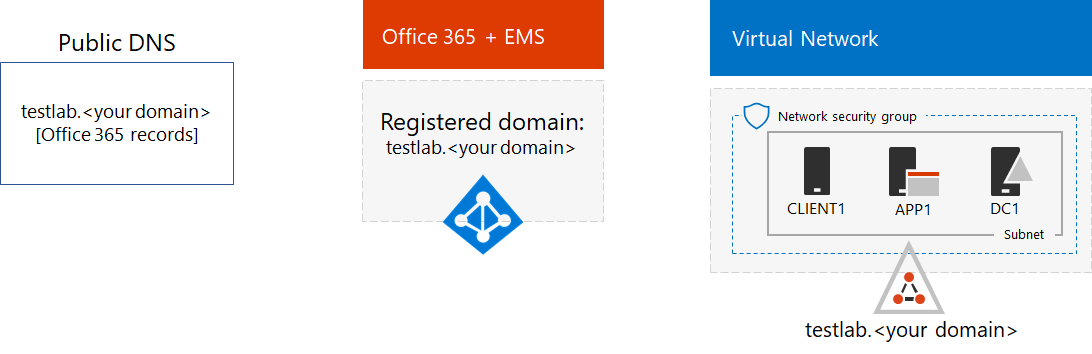 Public DNS
testlab.<your domain>
[Office 365 records]
Office 365 + EMS
Registered domain:
testlab.<your domain>
Virtual Network
Network security group
CLIENT1
APP1
DC1
Subnet
testlab.<your domain>